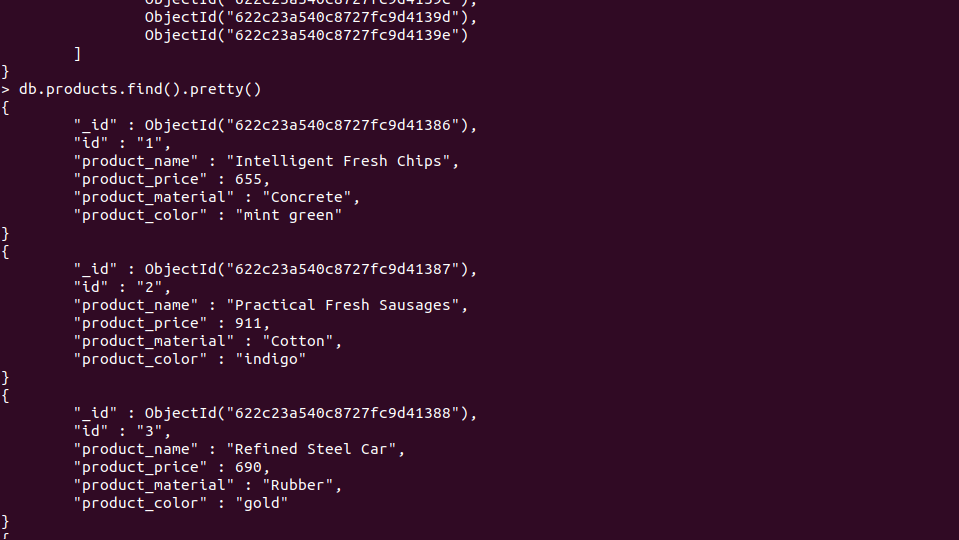 ObjectId("622c23a540c8727fc9d4139c"),
ObjectId("622c23a540c8727fc9d4139d"),
ObjectId("622c23a540c8727fc9d4139e")
]
}
> db.products.find().pretty()
{
"_id" : ObjectId("622c23a540c8727fc9d41386"),
"id" : "1",
"product_name" : "Intelligent Fresh Chips",
"product_price" : 655,
"product_material" : "Concrete",
"product_color" : "mint green"
}
{
"_id" : ObjectId("622c23a540c8727fc9d41387"),
"id" : "2",
"product_name" : "Practical Fresh Sausages",
"product_price" : 911,
"product_material" : "Cotton",
"product_color" : "indigo"
}
{
"_id" : ObjectId("622c23a540c8727fc9d41388"),
"id" : "3",
"product_name" : "Refined Steel Car",
"product_price" : 690,
"product_material" : "Rubber",
"product_color" : "gold"
}
{